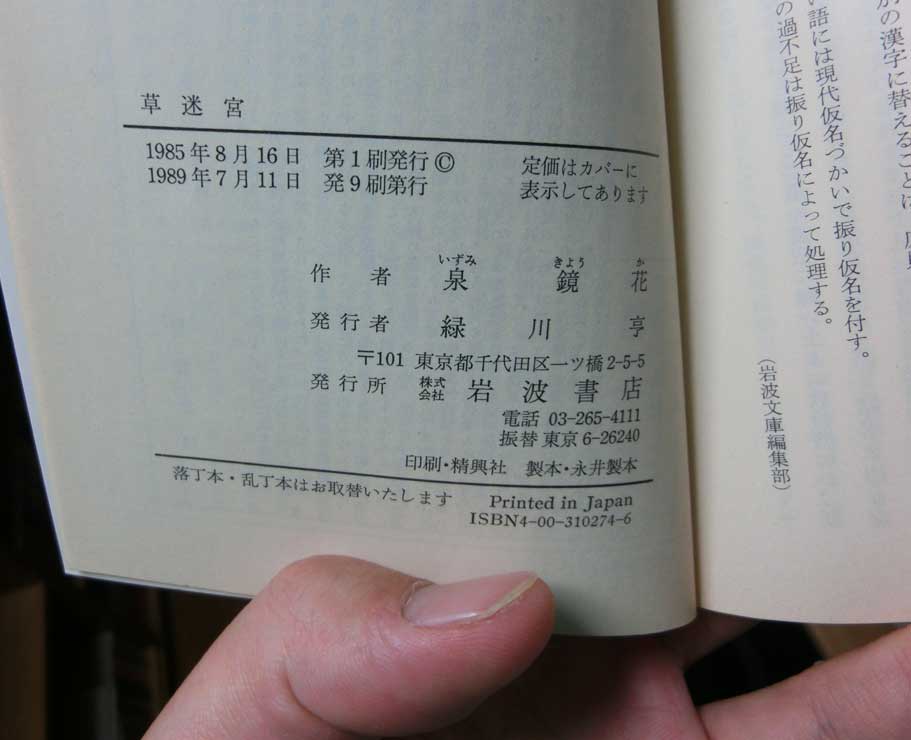 草迷宮
1985年8月16日 第1刷発行©
1989年7月11日 発9刷第行
定価はカバーに
表示してあります
いずみ きよう か
作者 泉鏡花
発行者 緑川亨
〒101 東京都千代田区一ツ橋2-5-5
発行所 株式会社 岩波書店
電話 03-265-4111
振替 東京 6-26240
印刷・精興社 製本・永井製本
落丁本・乱丁本はお取替いたします
Printed in Japan
ISBN4-00-310274-6
の漢字に替えることは、
い語には現代仮名づかいで振り仮名を付す。
の過不足は振り仮名によって処理する。
（岩波文庫編集部）